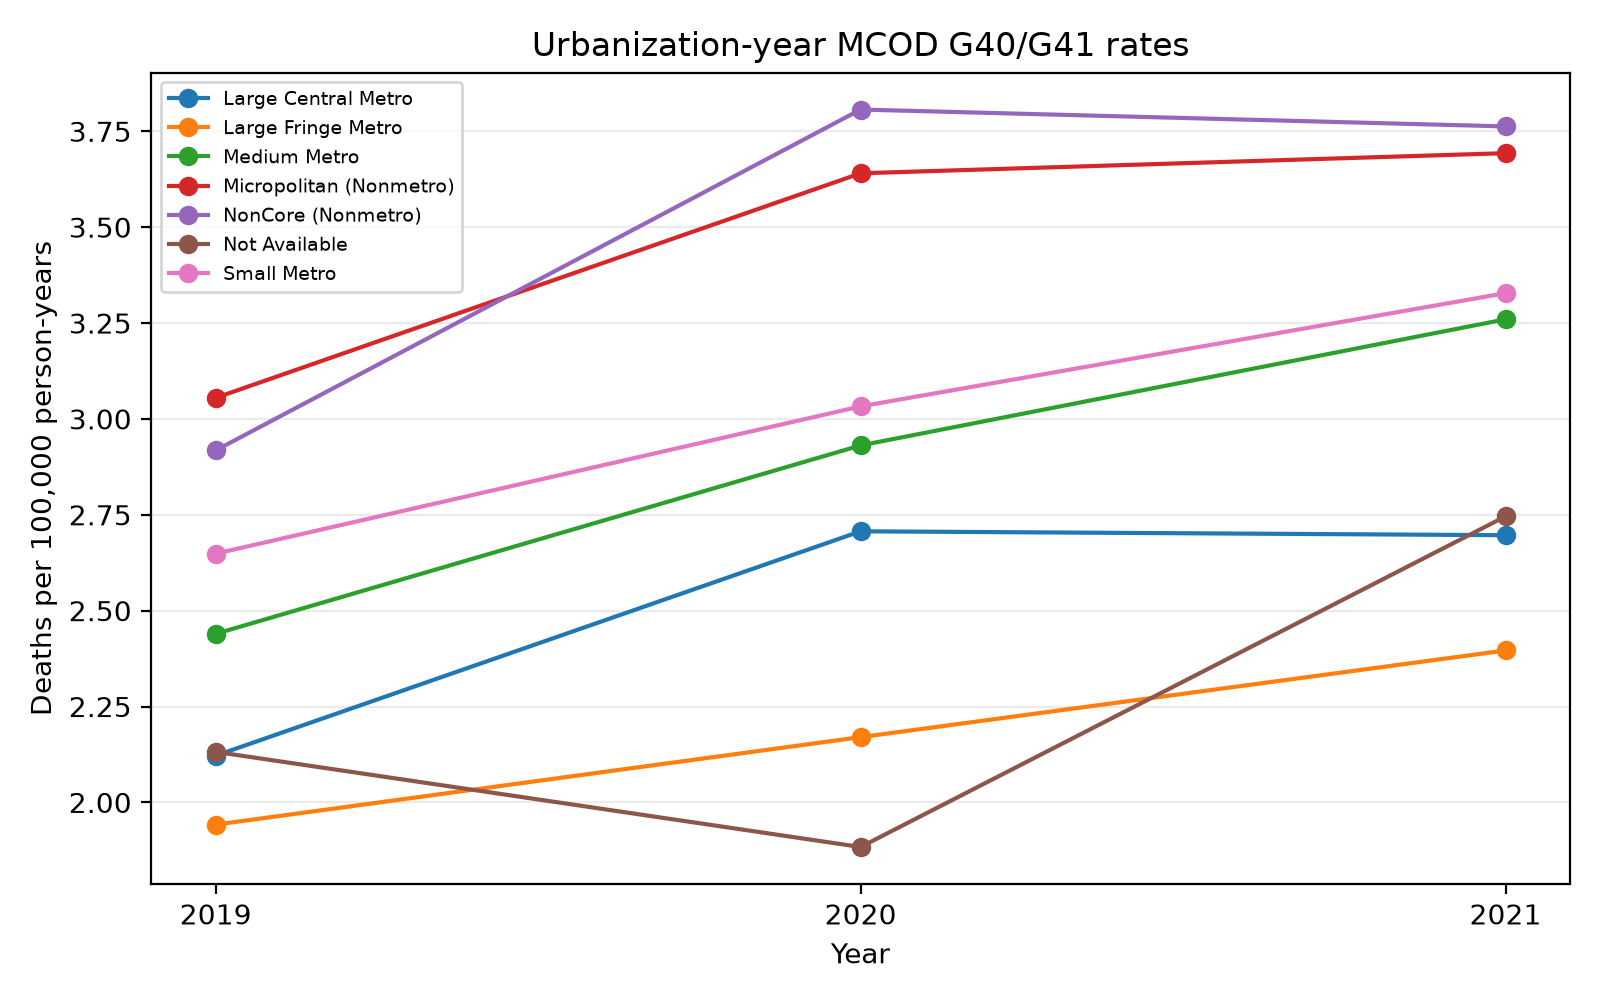 Urbanization-year MCOD G40/G41 rates
Large Central Metro
Large Fringe Metro
Medium Metro
Micropolitan (Nonmetro)
NonCore (Nonmetro)
Not Available
Small Metro
Deaths per 100,000 person-years
3.75
3.50
3.25
3.00
2.75
2.50
2.25
2.00
2019
2020
2021
Year